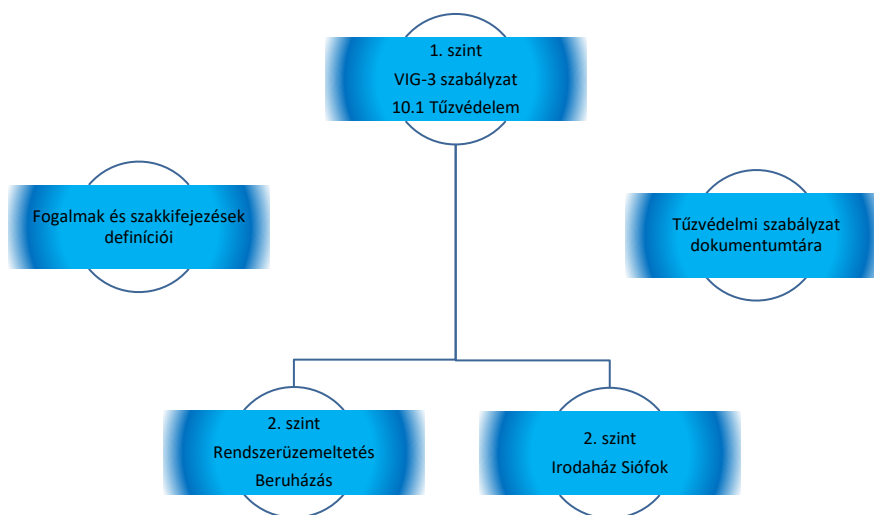 1. szint
VIG-3 szabályzat
10.1 Tűzvédelem
Fogalmak és szakkifejezések
definíciói
Tűzvédelmi szabályzat
dokumentumtára
2. szint
Rendszerüzemeltetés
Beruházás
2. szint
Irodaház Siófok